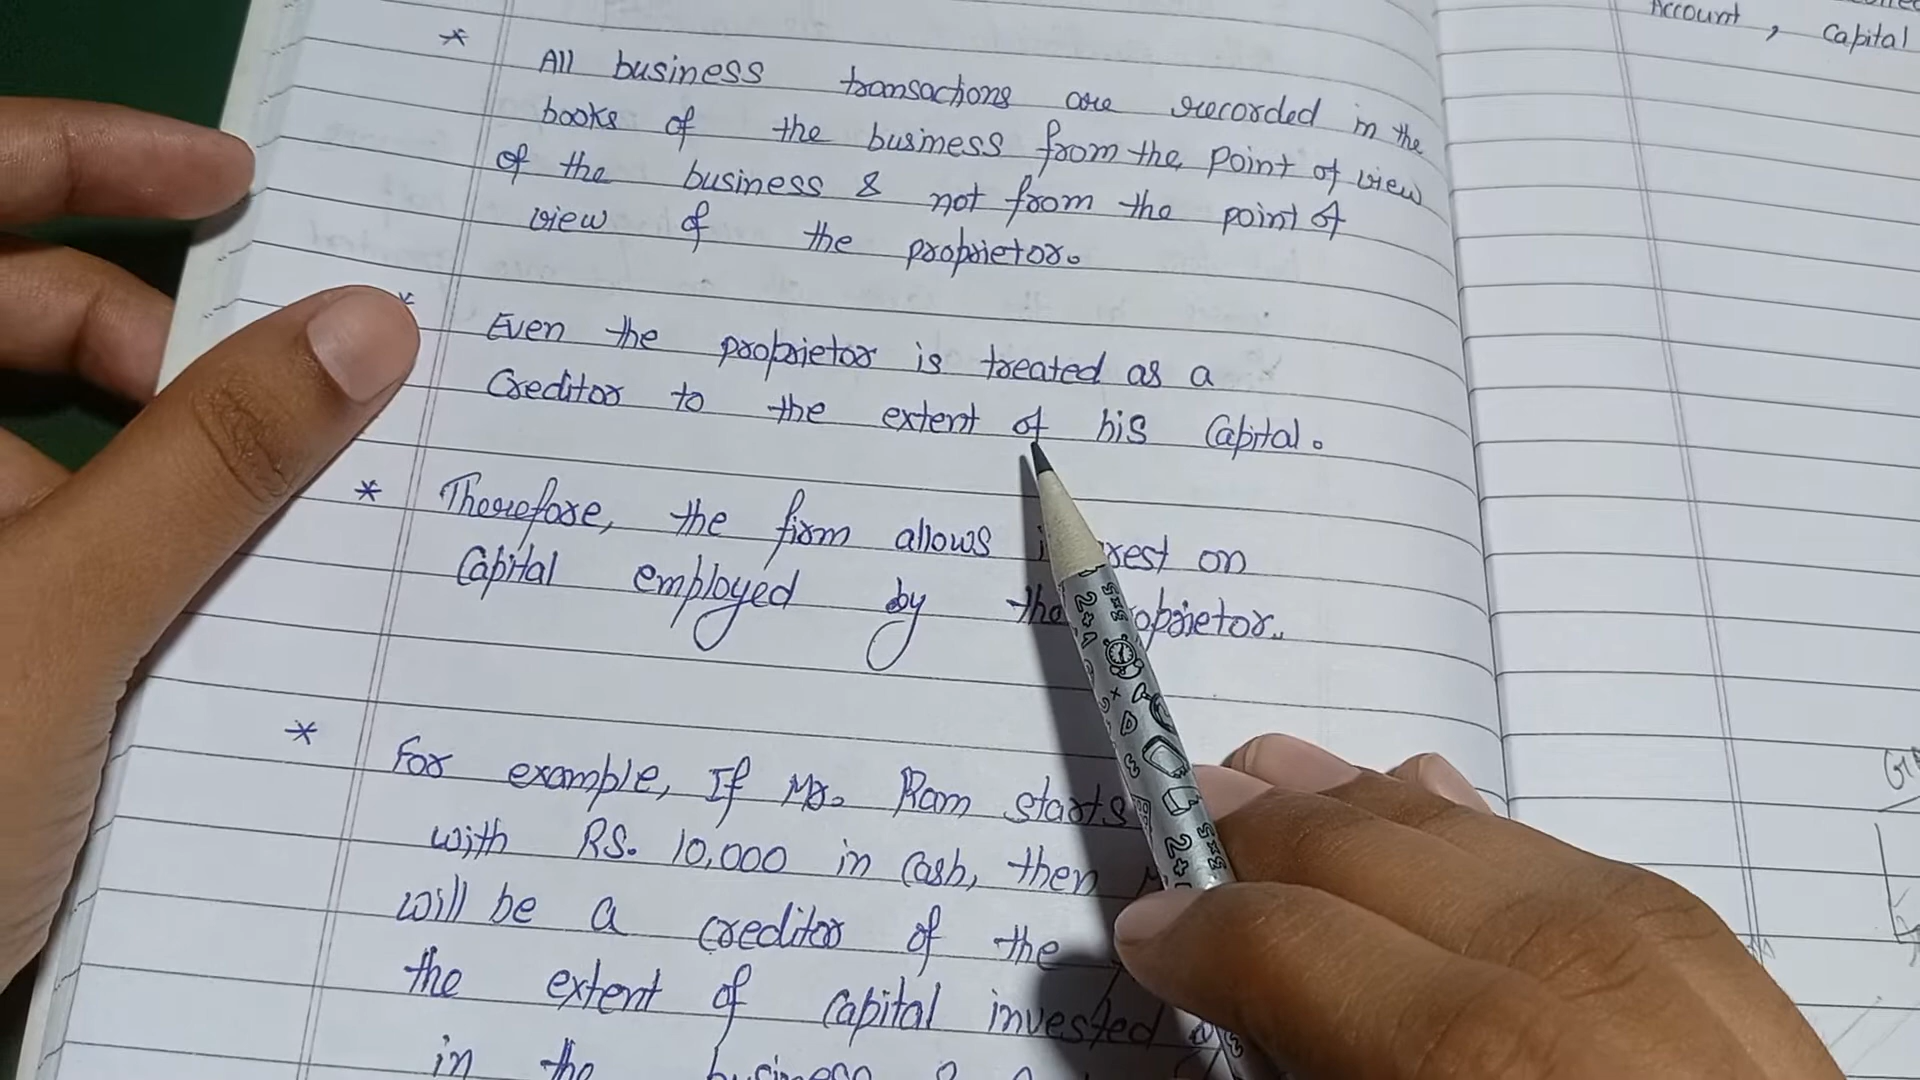 * All business transactions are recorded in the
books of the business from the point of view
of the business & not from the point of
view of the proprietor.
* Even the proprietor is treated as a
Creditor to the extent of his Capital.
* Therefore, the firm allows on
Capital employed by the
* For example, If Mr. Ram starts
with RS. 10,000 in Cash, then
will be a creditor of the
the extent of capital invested
in the business &
Account, Capital